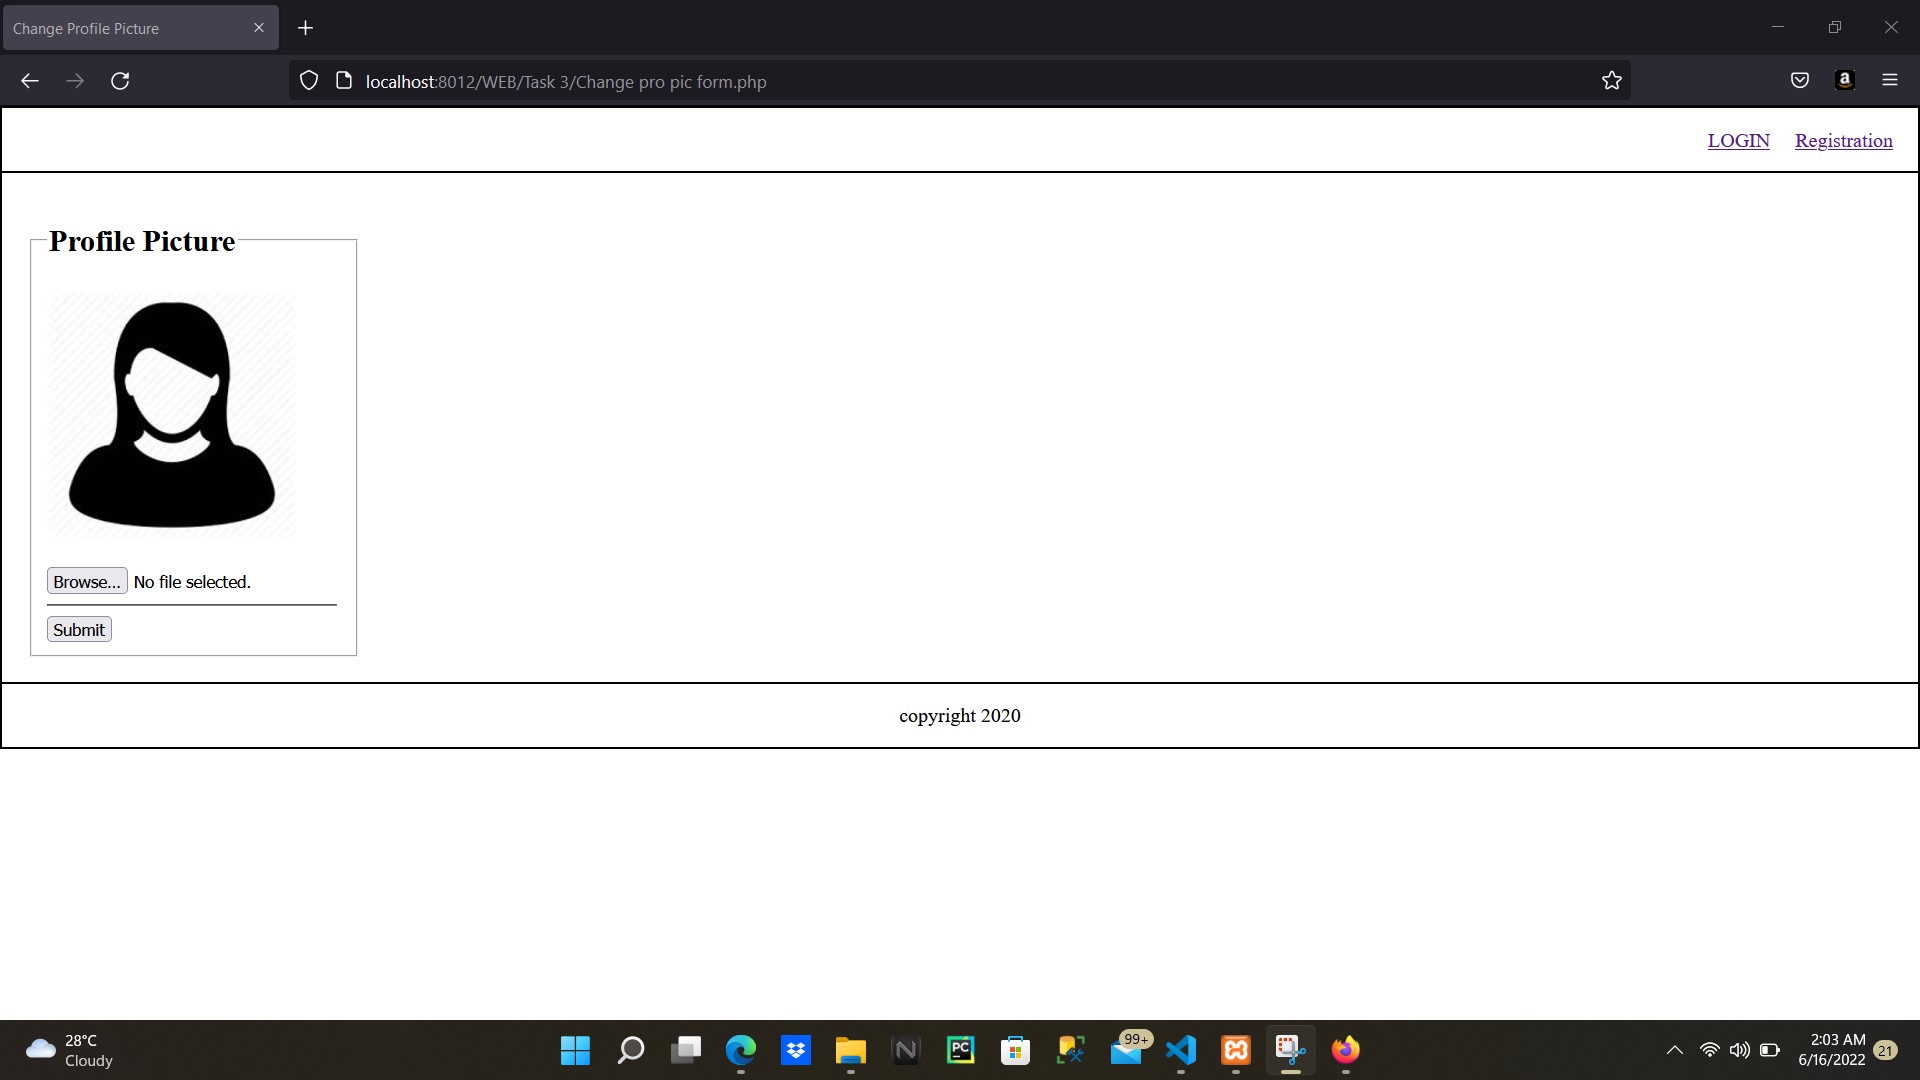 Change Profile Picture
localhost:8012/WEB/Task 3/Change pro pic form.php
a
LOGIN Registration
Profile Picture
Browse... No file selected.
Submit
copyright 2020
28°C
Cloudy
N
PC
99+
2:03 AM
6/16/2022
21